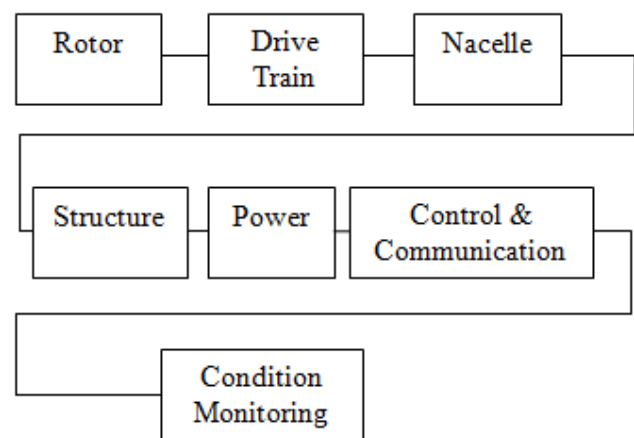 Rotor
Drive
Train
Nacelle
Structure
Power
Control &
Communication
Condition
Monitoring